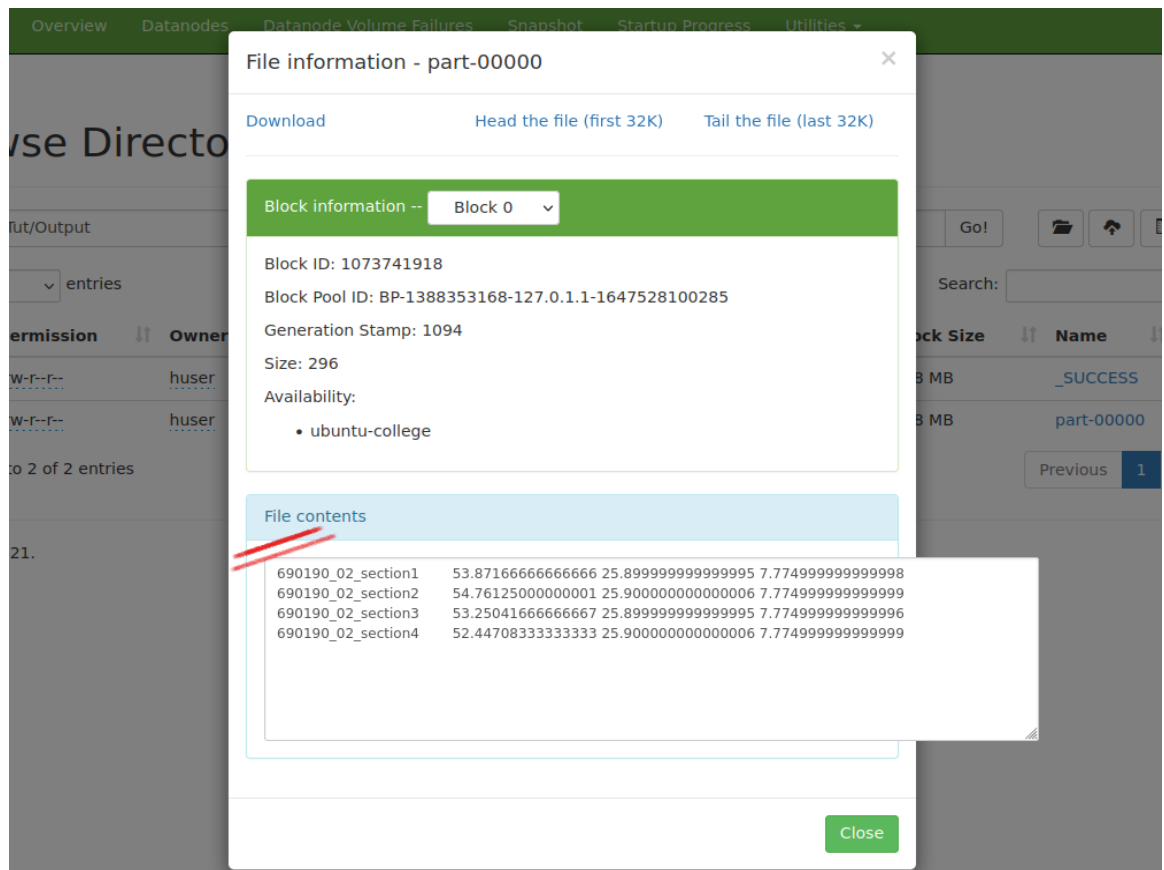 Overview Datanodes Datanode Volume Failures Snapshot Startup Progress Utilities
File information - part-00000 ×
Download Head the file (first 32K) Tail the file (last 32K)
wse Directo
Block information -- Block 0
Tut/Output Go!
entries Search:
Block ID: 1073741918
Block Pool ID: BP-1388353168-127.0.1.1-1647528100285
Generation Stamp: 1094
ermission Owner ock Size Name
Size: 296
rw-r--r-- huser 8 MB _SUCCESS
Availability:
rw-r--r-- huser 8 MB part-00000
• ubuntu-college
to 2 of 2 entries Previous 1
File contents
21.
690190_02_section1 53.87166666666666 25.899999999999995 7.774999999999998
690190_02_section2 54.76125000000001 25.900000000000006 7.774999999999999
690190_02_section3 53.25041666666667 25.899999999999995 7.774999999999996
690190_02_section4 52.44708333333333 25.900000000000006 7.774999999999999
Close